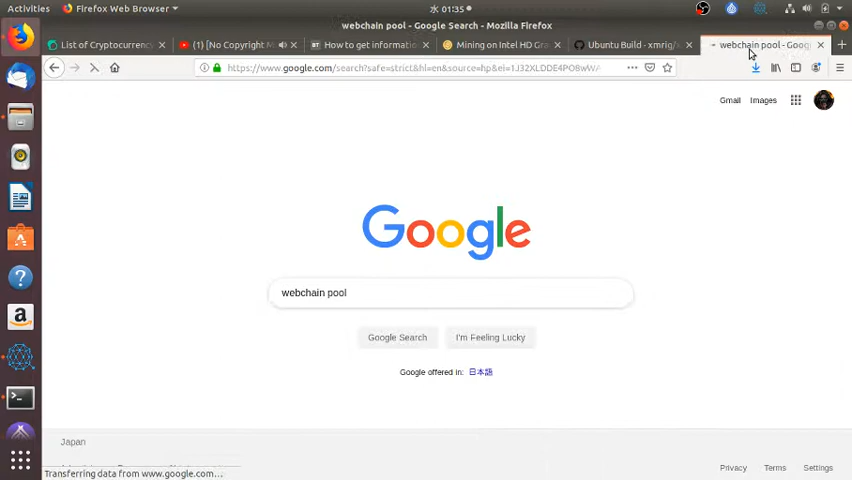 Activities Firefox Web Browser 水 01:35
webchain pool - Google Search - Mozilla Firefox
List of Cryptocurrency (1) [No Copyright M How to get informatio Mining on Intel HD Gra Ubuntu Build · xmrig/x webchain pool - Goog
https://www.google.com/search?safe=strict&hl=en&source=hp&ei=1J32XLDDE4PO8wW
Gmail Images
Google
webchain pool
Google Search I'm Feeling Lucky
Google offered in: 日本語
Japan
Privacy Terms Settings
Transferring data from www.google.com…